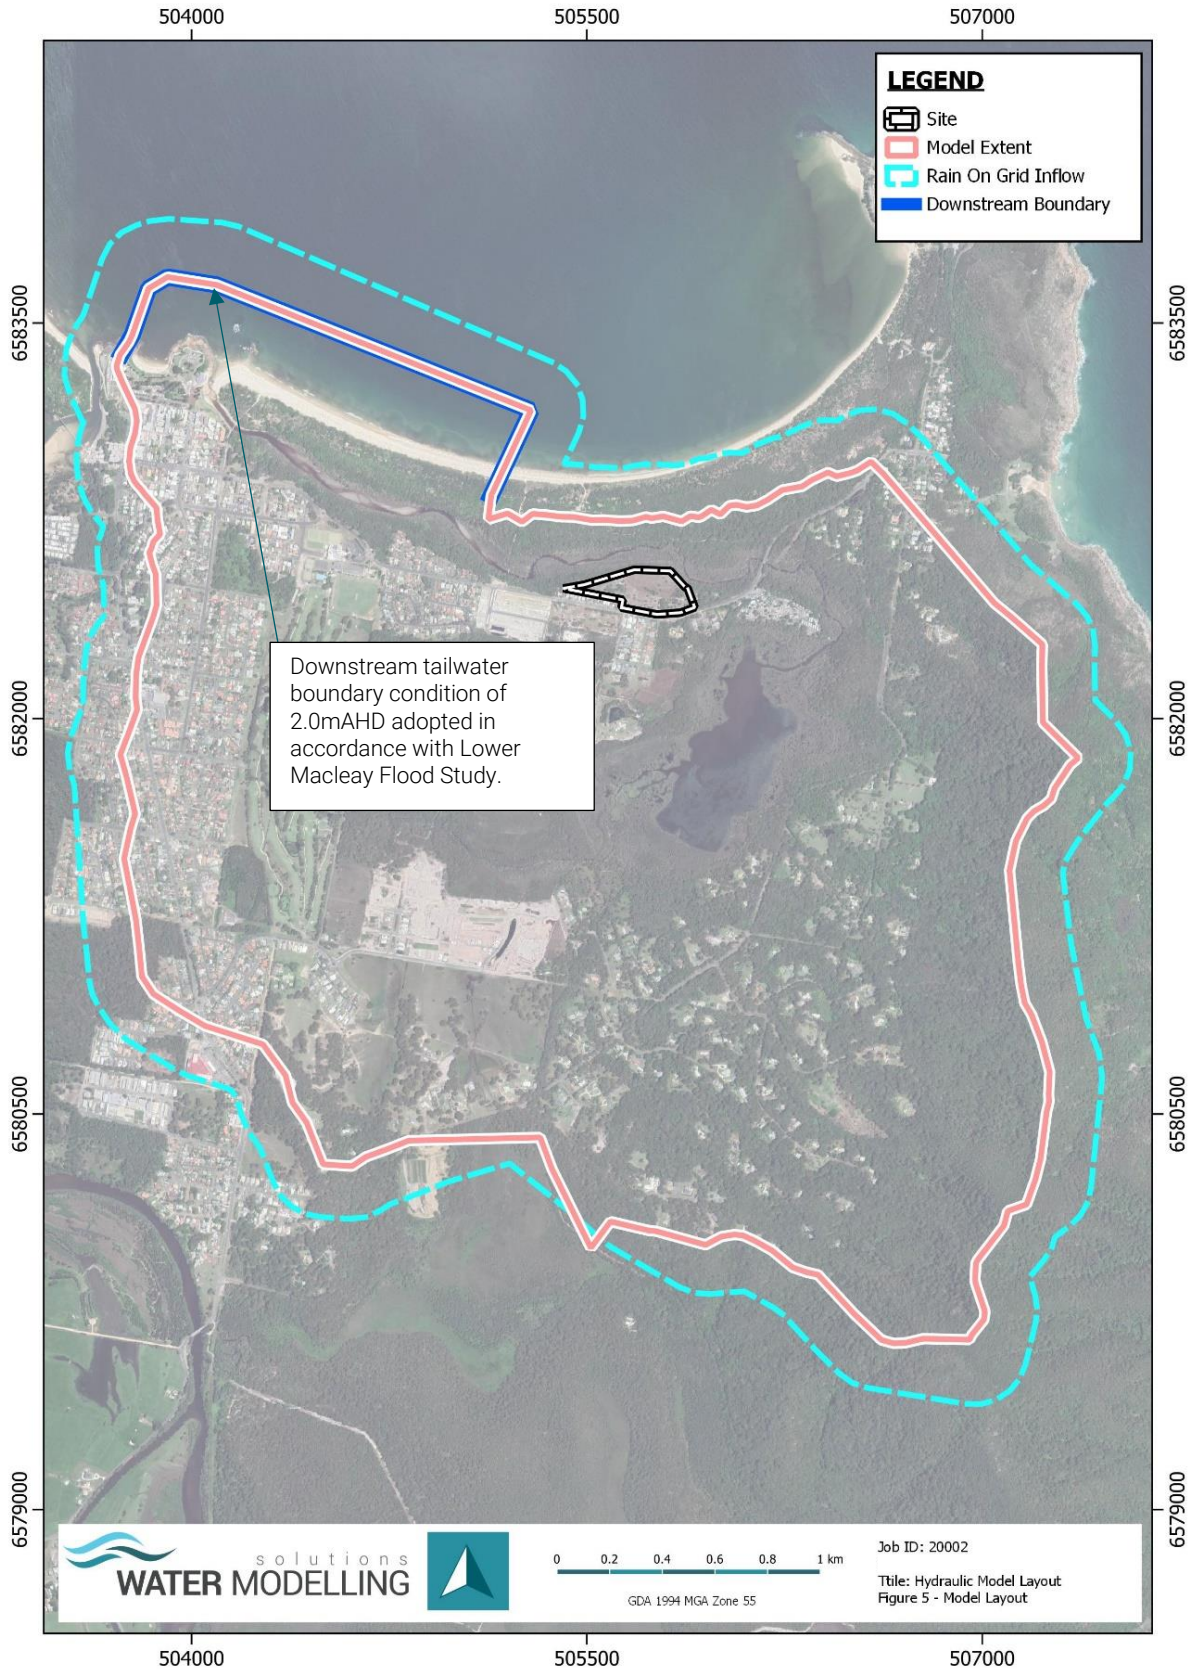 504000 505500 507000
LEGEND
Site
Model Extent
Rain On Grid Inflow
Downstream Boundary
6583500 6583500
Downstream tailwater
boundary condition of
2.0mAHD adopted in
accordance with Lower
Macleay Flood Study.
6582000 6582000
6580500 6580500
6579000 6579000
solutions
WATER MODELLING
0 0.2 0.4 0.6 0.8 1 km
GDA 1994 MGA Zone 55
Job ID: 20002
Ttile: Hydraulic Model Layout
Figure 5 - Model Layout
504000 505500 507000